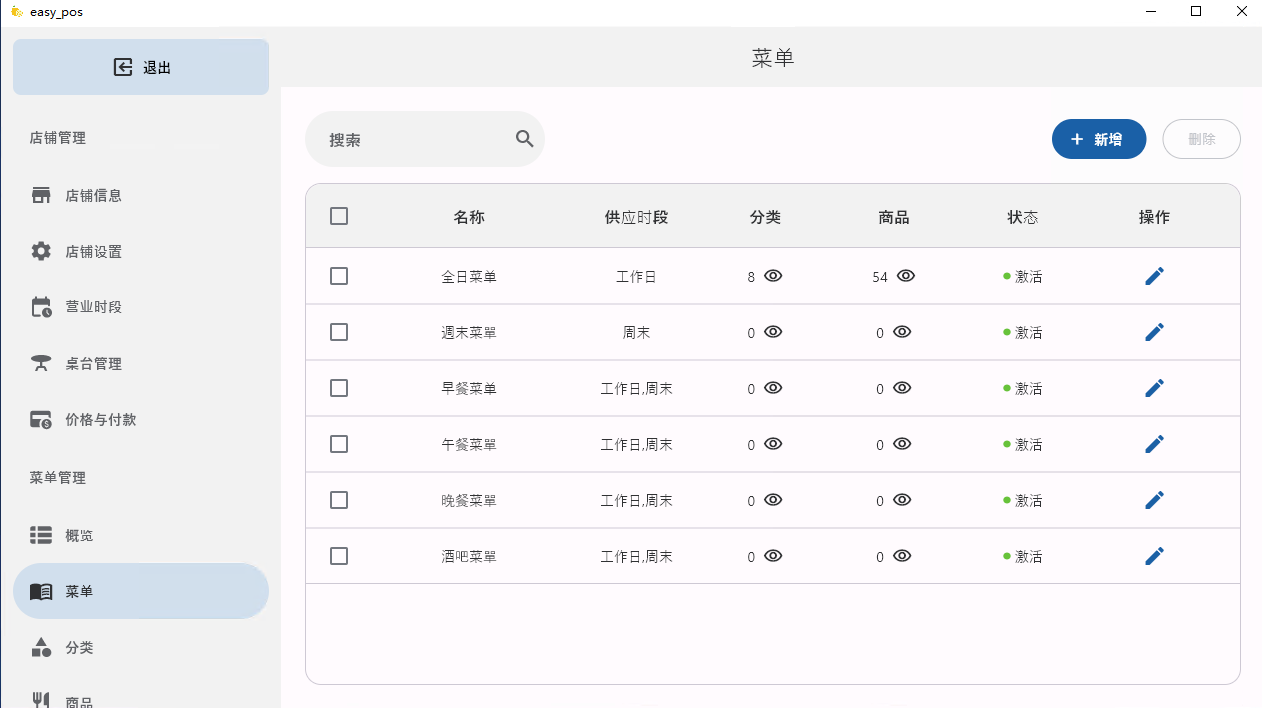 easy_pos
退出
菜单
店铺管理
店铺信息
店铺设置
营业时段
桌台管理
价格与付款
菜单管理
概览
菜单
分类
商品
搜索
+ 新增
删除
名称 供应时段 分类 商品 状态 操作
全日菜单 工作日 8 54 激活
週末菜單 周末 0 0 激活
早餐菜单 工作日,周末 0 0 激活
午餐菜單 工作日,周末 0 0 激活
晚餐菜單 工作日,周末 0 0 激活
酒吧菜單 工作日,周末 0 0 激活